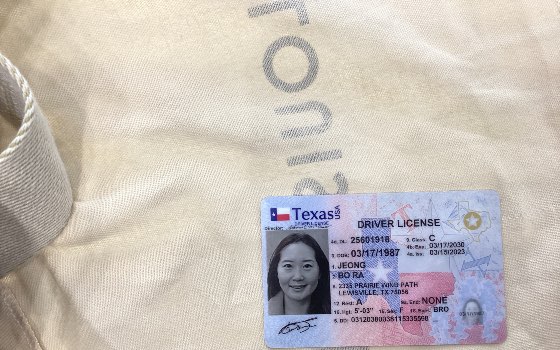 ronia
Texas
USA
DRIVER LICENSE
4d. DL: 25601918 9. Class: C
3. DOB: 03/17/1987 4b. Exp: 03/17/2030
4a. Iss: 03/15/2023
1. JEONG
2. BO RA
8. 2335 PRAIRIE WIND PATH
LEWISVILLE, TX 75056
12. Rest: A 9a. End: NONE
16. Hgt: 5'-03" 15. Sex: F 18. Eyes: BRO
5. DD: 03120380038115335598